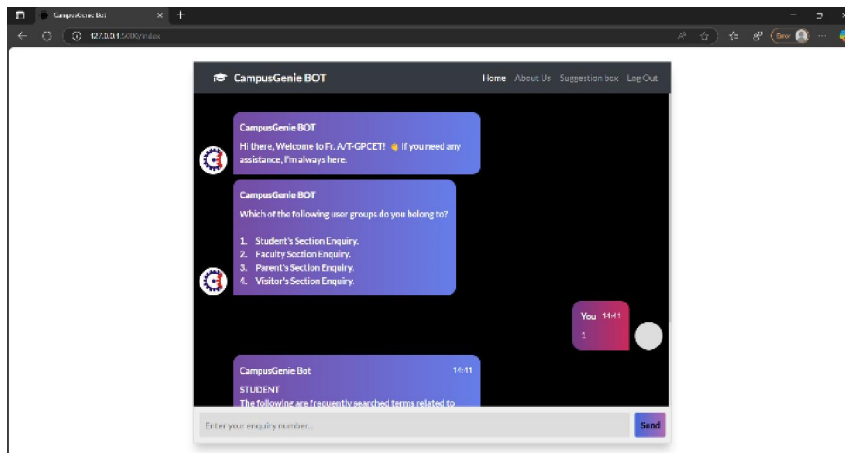 CampusGenie Bot
127.0.0.1:5000/index
Error
CampusGenie BOT
Home About Us Suggestion box Log Out
CampusGenie BOT
Hi there, Welcome to Fr. A/T-GPCET! 👋 If you need any
assistance, I'm always here.
CampusGenie BOT
Which of the following user groups do you belong to?
1. Student's Section Enquiry.
2. Faculty Section Enquiry.
3. Parent's Section Enquiry.
4. Visitor's Section Enquiry.
You 14:41
1
CampusGenie Bot 14:41
STUDENT
The following are frequently searched terms related to
Enter your enquiry number...
Send